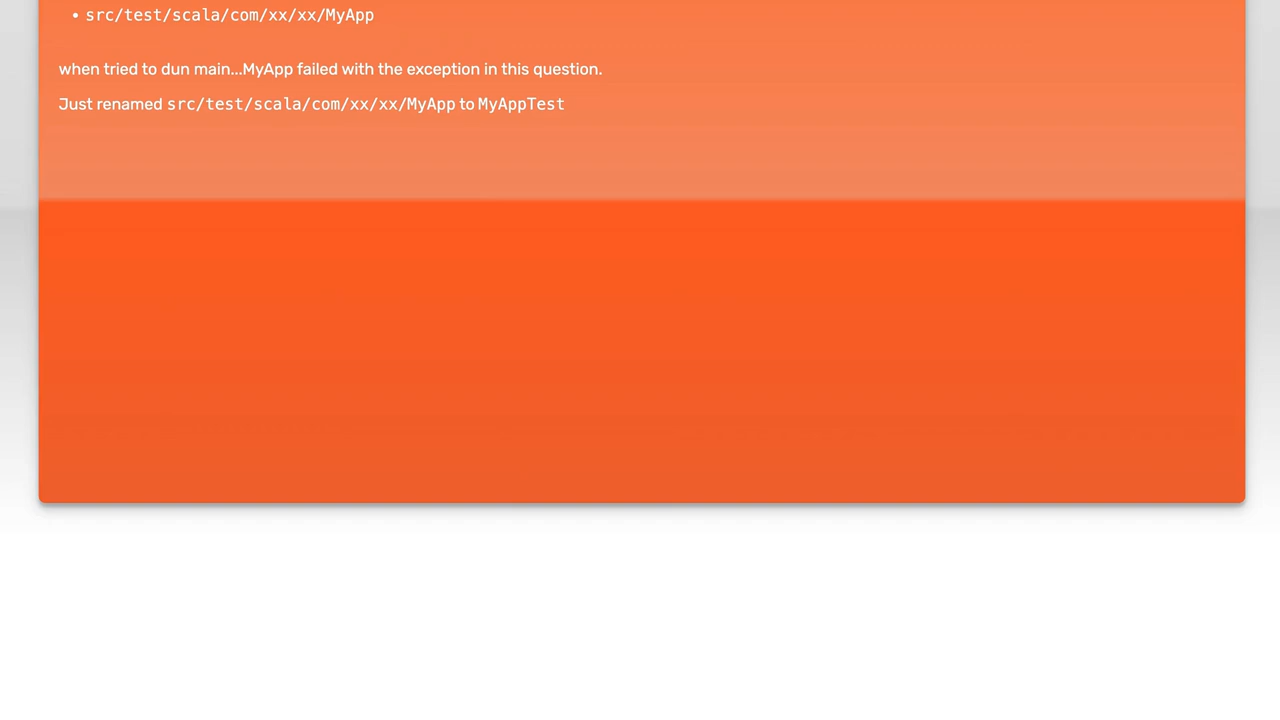 • src/test/scala/com/xx/xx/MyApp
when tried to dun main...MyApp failed with the exception in this question.
Just renamed src/test/scala/com/xx/xx/MyApp to MyAppTest